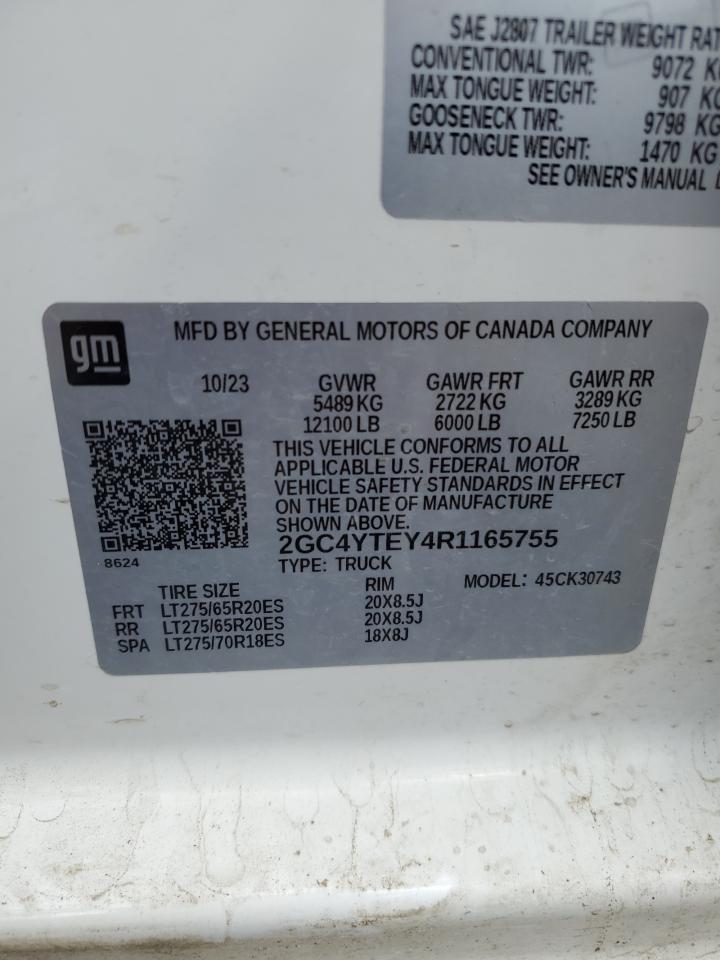 SAE J2807 TRAILER WEIGHT RAT
CONVENTIONAL TWR: 9072 KG
MAX TONGUE WEIGHT: 907 KG
GOOSENECK TWR: 9798 KG
MAX TONGUE WEIGHT: 1470 KG
SEE OWNER'S MANUAL
gm
MFD BY GENERAL MOTORS OF CANADA COMPANY
10/23 GVWR GAWR FRT GAWR RR
5489 KG 2722 KG 3289 KG
12100 LB 6000 LB 7250 LB
THIS VEHICLE CONFORMS TO ALL
APPLICABLE U.S. FEDERAL MOTOR
VEHICLE SAFETY STANDARDS IN EFFECT
ON THE DATE OF MANUFACTURE
SHOWN ABOVE.
2GC4YTEY4R1165755
8624
TYPE: TRUCK MODEL: 45CK30743
TIRE SIZE RIM
FRT LT275/65R20ES 20X8.5J
RR LT275/65R20ES 20X8.5J
SPA LT275/70R18ES 18X8J